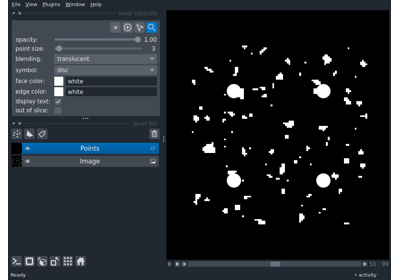 File View Plugins Window Help
layer controls
opacity: 1.00
point size: 3
blending: translucent
symbol: disc
face color: white
edge color: white
display text:
out of slice:
layer list
Points
Image
50 99
Ready
activity